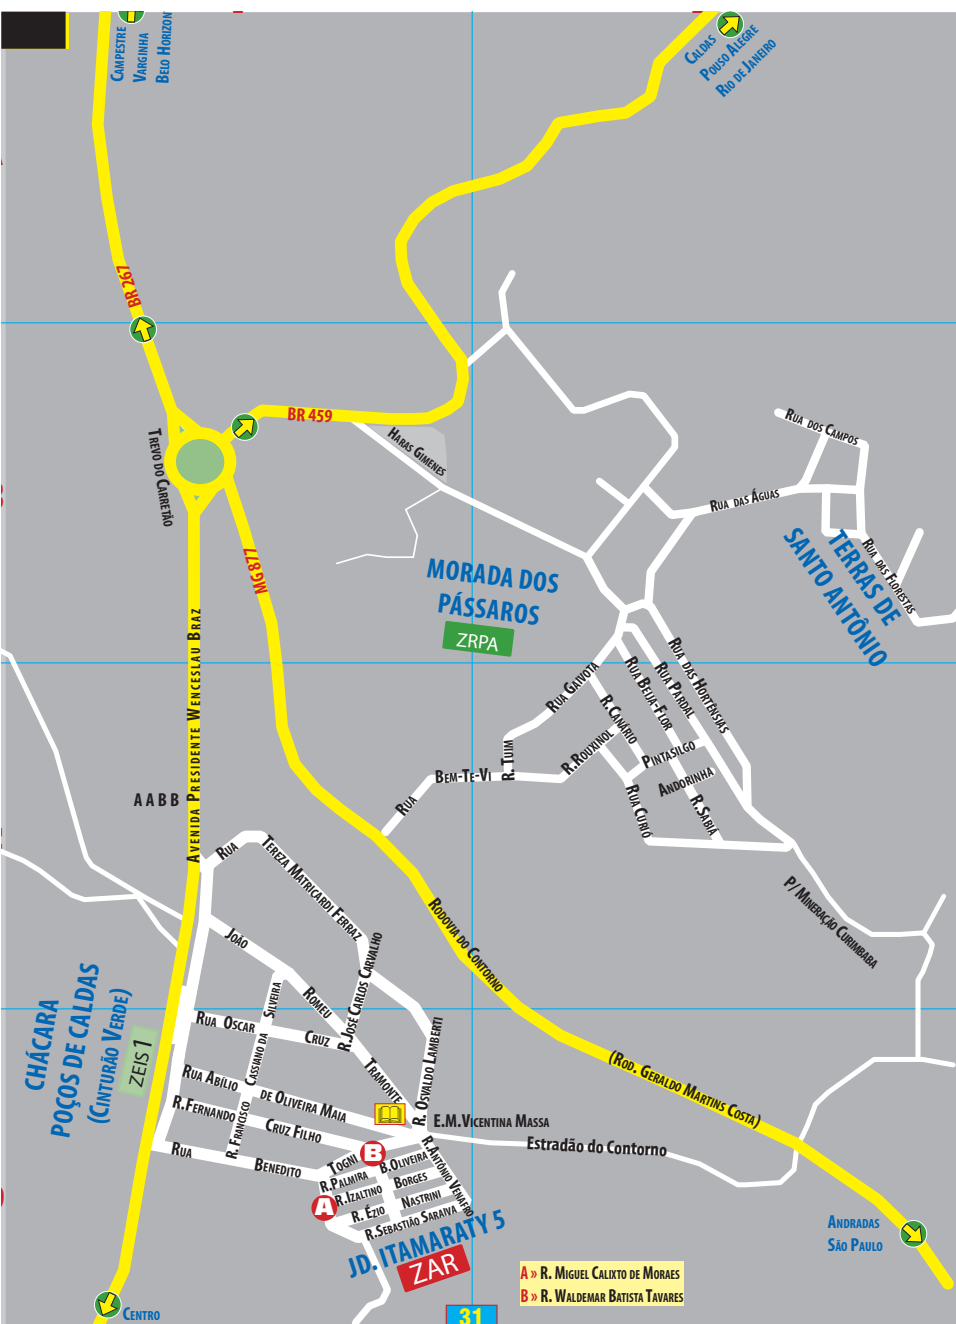 CAMPESTRE
VARGINHA
BELO HORIZON
CALDAS
POUSO ALEGRE
RIO DE JANEIRO
BR 267
BR 459
TREVO DO CARRETÃO
HARAS GIMENES
RUA DOS CAMPOS
RUA DAS ÁGUAS
RUA DAS FLORESTAS
TERRAS DE
SANTO ANTÔNIO
MG 877
MORADA DOS
PÁSSAROS
ZRPA
AVENIDA PRESIDENTE WENCESLAU BRAZ
RUA GAIVOTA
RUA DAS HORTÊNSIAS
RUA PARDAL
RUA BEIJA-FLOR
R. CANÁRIO
R. ROUXINOL
PINTASILGO
ANDORINHA
R. TUIM
RUA BEM-TE-VI
RUA CURIÓ
R. SABIÁ
AABB
RUA TEREZA MATRICARDI FERRAZ
P/ MINERAÇÃO CURIMBABA
RODOVIA DO CONTORNO
(ROD. GERALDO MARTINS COSTA)
JOÃO ROMEU TRAMONTE
R. JOSÉ CARLOS CARVALHO
R. FRANCISCO CASSIANO DA SILVEIRA
RUA OSCAR CRUZ
R. OSVALDO LAMBERTI
CHÁCARA
POÇOS DE CALDAS
(CINTURÃO VERDE)
ZEIS 1
RUA ABÍLIO DE OLIVEIRA MAIA
R. FERNANDO CRUZ FILHO
RUA BENEDITO TOGNI
E.M. VICENTINA MASSA
Estradão do Contorno
B
A
R. PALMIRA B. OLIVEIRA
R. IZALTINO BORGES
R. ÉZIO NASTRINI
R. SEBASTIÃO SARAIVA
R. ANTÔNIO VENAFRO
JD. ITAMARATY 5
ZAR
ANDRADAS
SÃO PAULO
A » R. MIGUEL CALIXTO DE MORAES
B » R. WALDEMAR BATISTA TAVARES
CENTRO
31